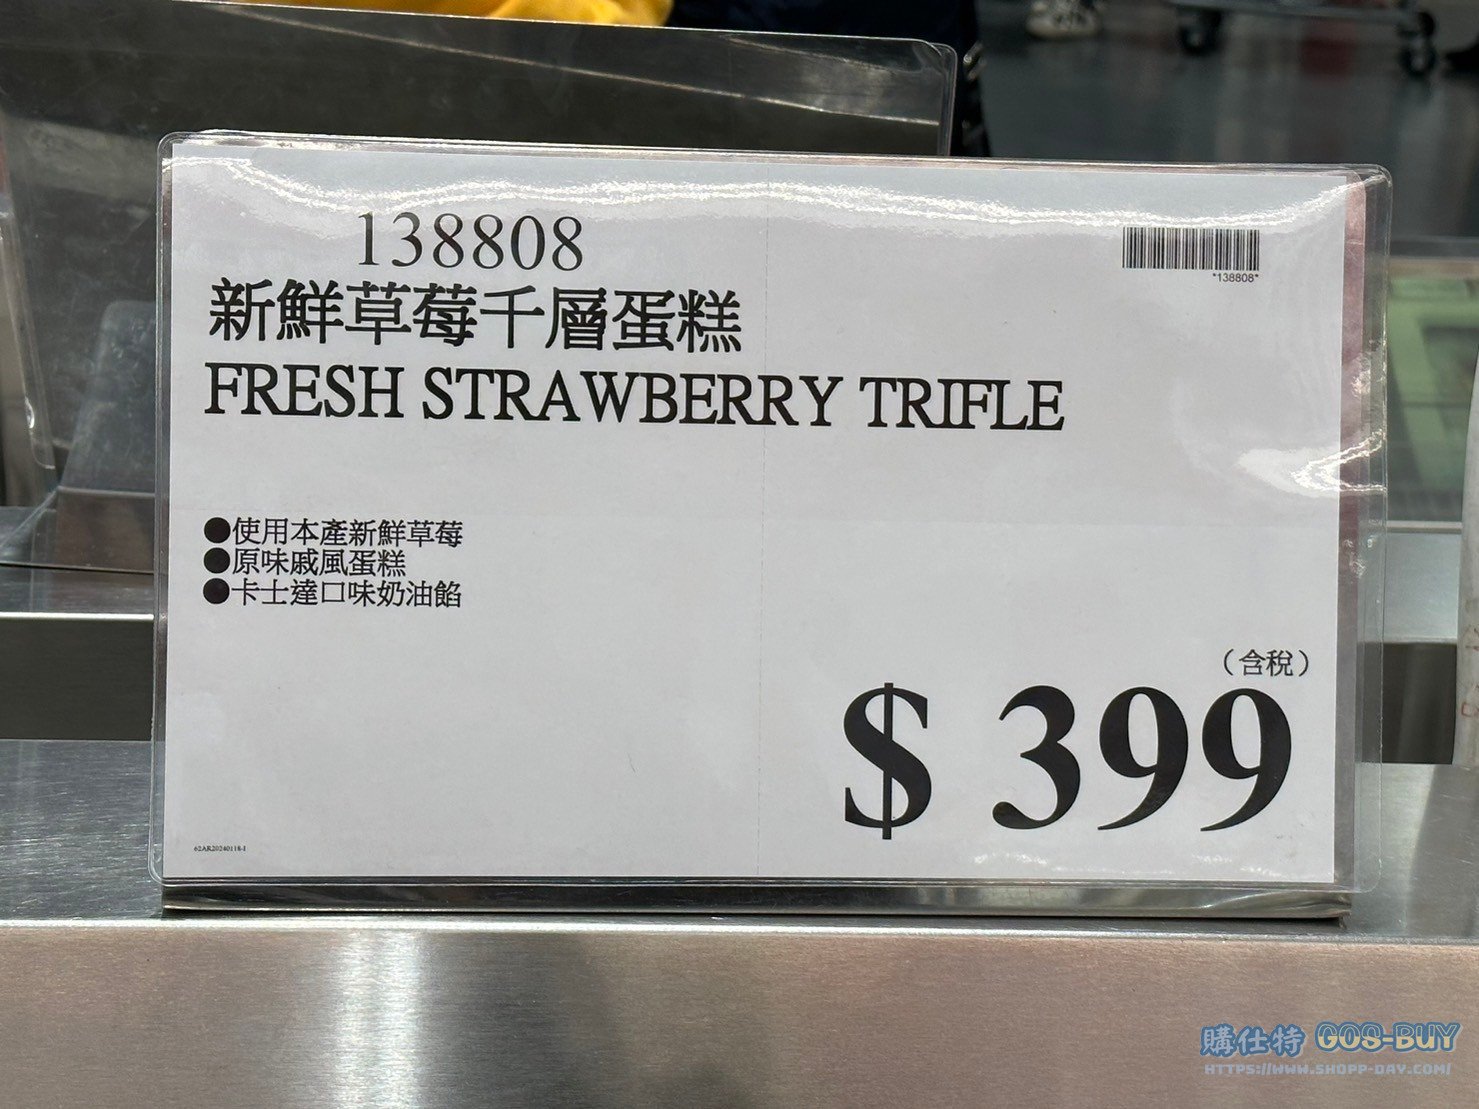 138808
*138808*
新鮮草莓千層蛋糕
FRESH STRAWBERRY TRIFLE
●使用本產新鮮草莓
●原味戚風蛋糕
●卡士達口味奶油餡
（含稅）
$ 399
62AR20240118-I
購仕特 GOS-BUY
HTTPS://WWW.SHOPP-DAY.COM/